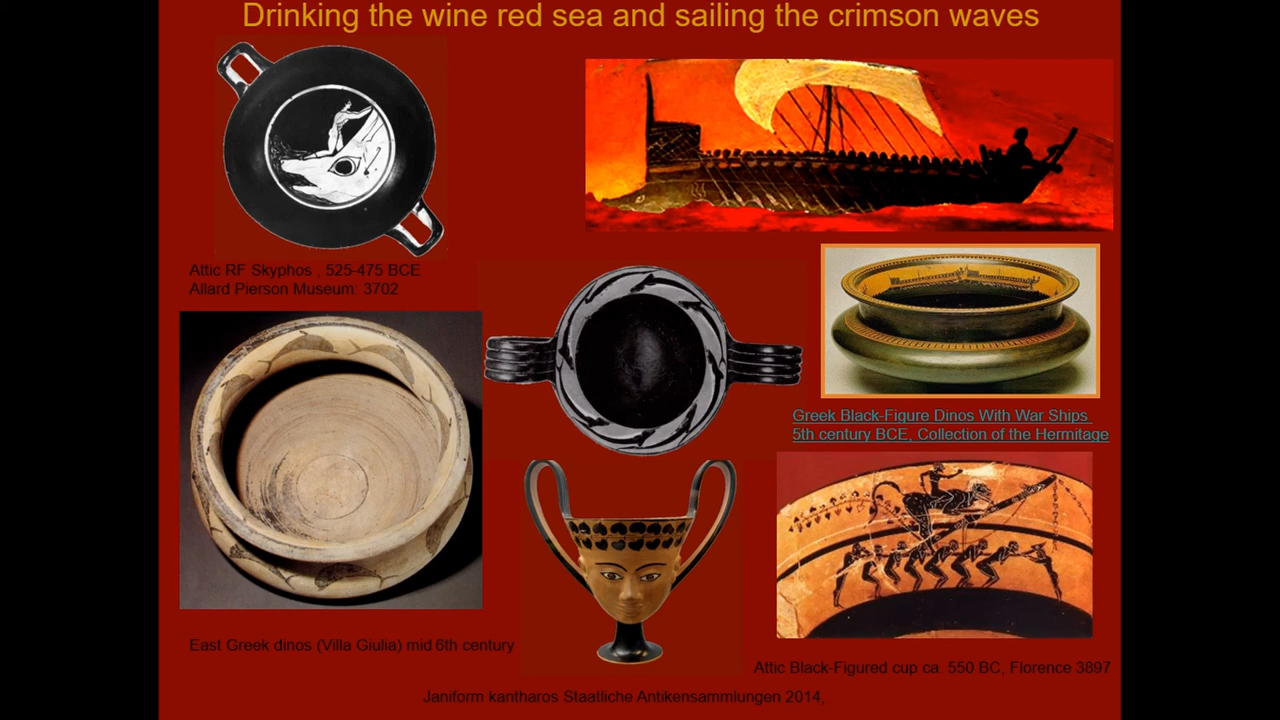 Drinking the wine red sea and sailing the crimson waves
Attic RF Skyphos , 525-475 BCE
Allard Pierson Museum: 3702
Greek Black-Figure Dinos With War Ships
5th century BCE, Collection of the Hermitage
East Greek dinos (Villa Giulia) mid 6th century
Attic Black-Figured cup ca. 550 BC, Florence 3897
Janiform kantharos Staatliche Antikensammlungen 2014,